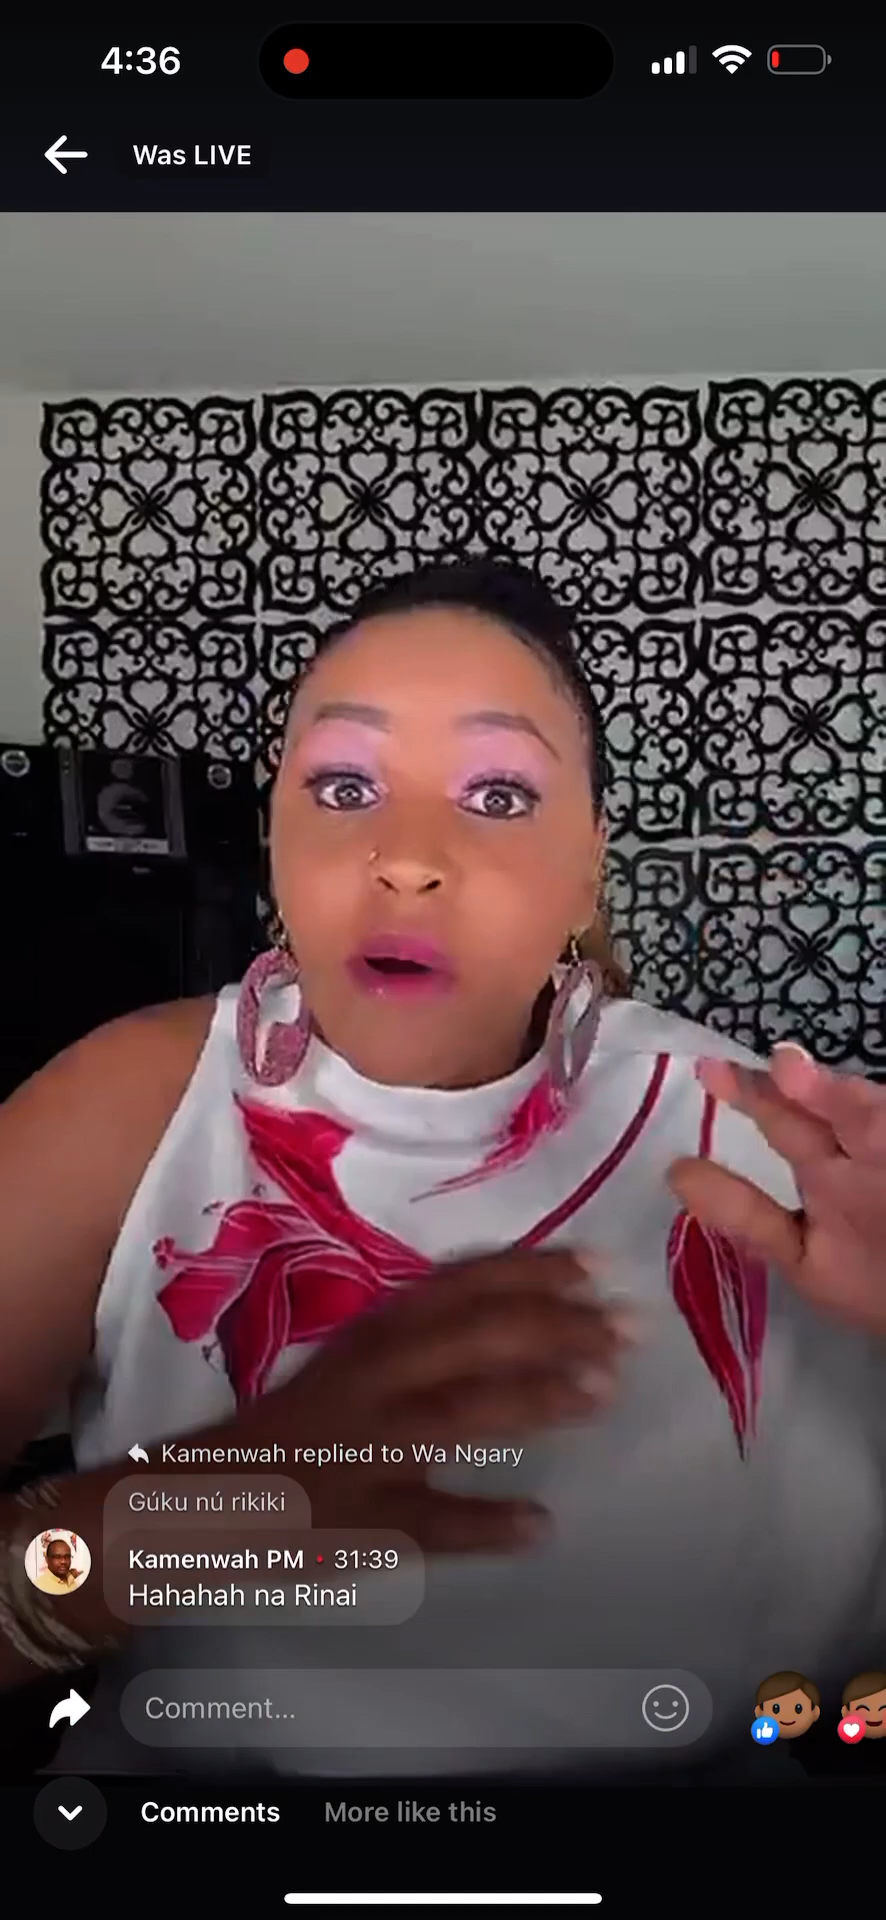 4:36
Was LIVE
Kamenwah replied to Wa Ngary
Gúku nú rikiki
Kamenwah PM • 31:39
Hahahah na Rinai
Comment...
Comments More like this